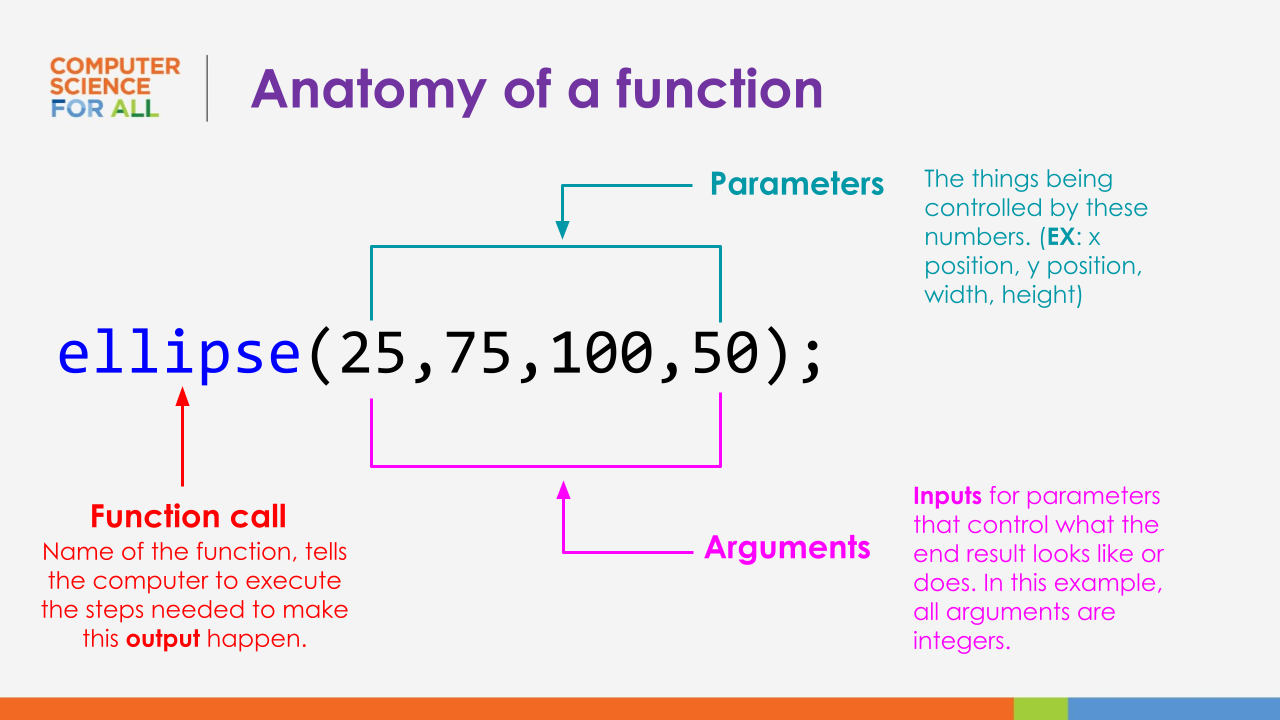 COMPUTER
SCIENCE
FOR ALL
Anatomy of a function
Parameters
The things being
controlled by these
numbers. (EX: x
position, y position,
width, height)
ellipse(25,75,100,50);
Function call
Name of the function, tells
the computer to execute
the steps needed to make
this output happen.
Arguments
Inputs for parameters
that control what the
end result looks like or
does. In this example,
all arguments are
integers.